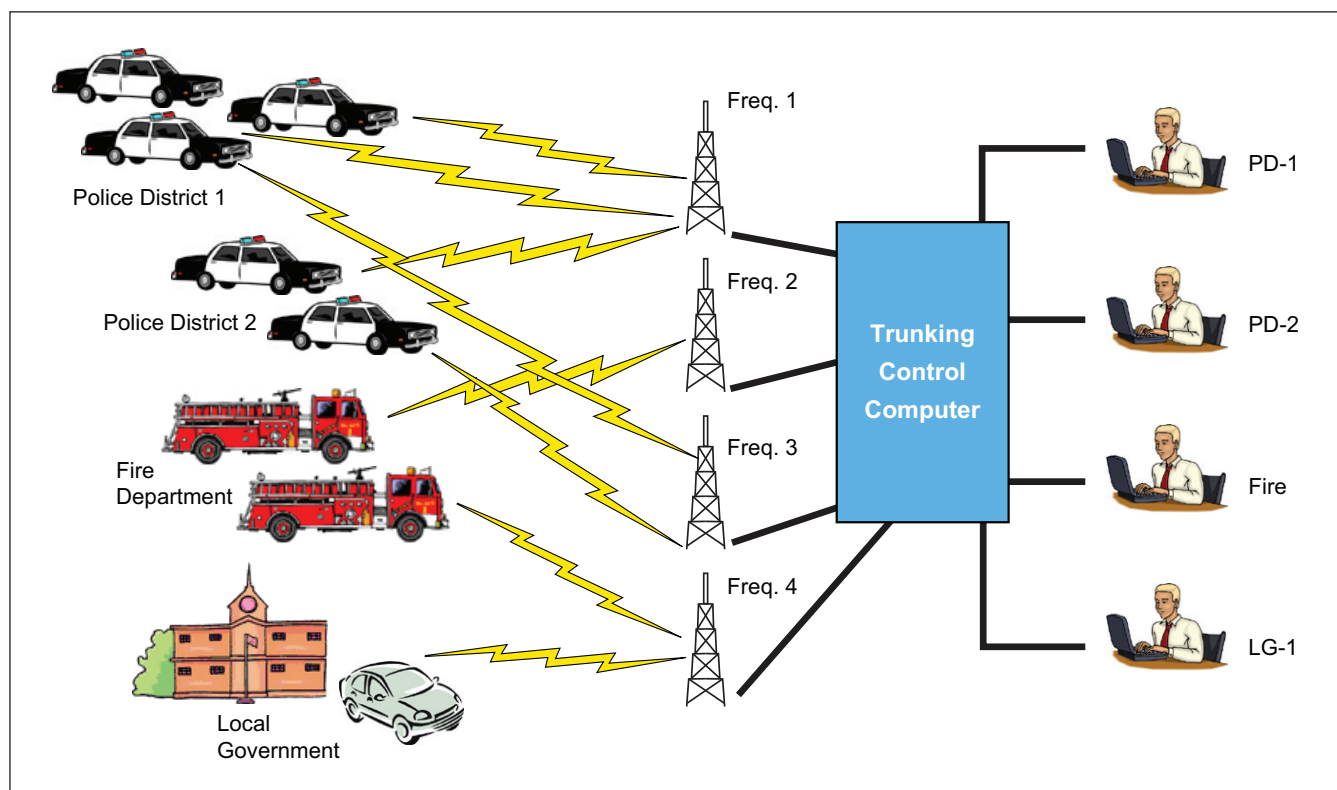 Freq. 1
PD-1
Police District 1
Freq. 2
Police District 2
PD-2
Trunking
Control
Computer
Freq. 3
Fire
Department
Fire
Freq. 4
LG-1
Local
Government